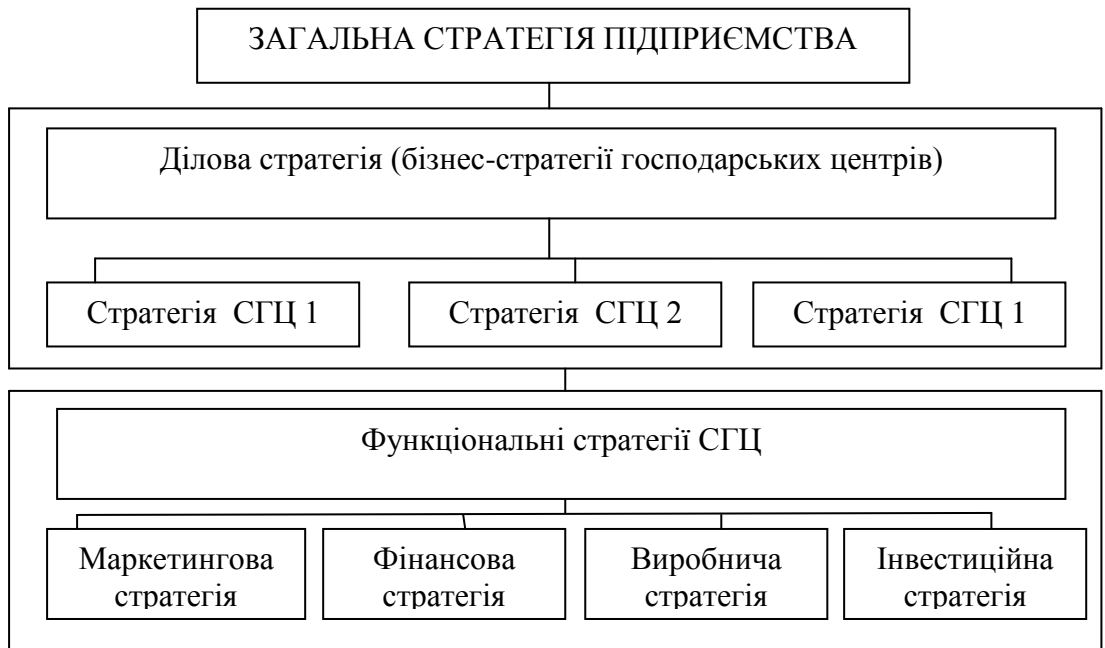 ЗАГАЛЬНА СТРАТЕГІЯ ПІДПРИЄМСТВА
Ділова стратегія (бізнес-стратегії господарських центрів)
Стратегія СГЦ 1
Стратегія СГЦ 2
Стратегія СГЦ 1
Функціональні стратегії СГЦ
Маркетингова
стратегія
Фінансова
стратегія
Виробнича
стратегія
Інвестиційна
стратегія